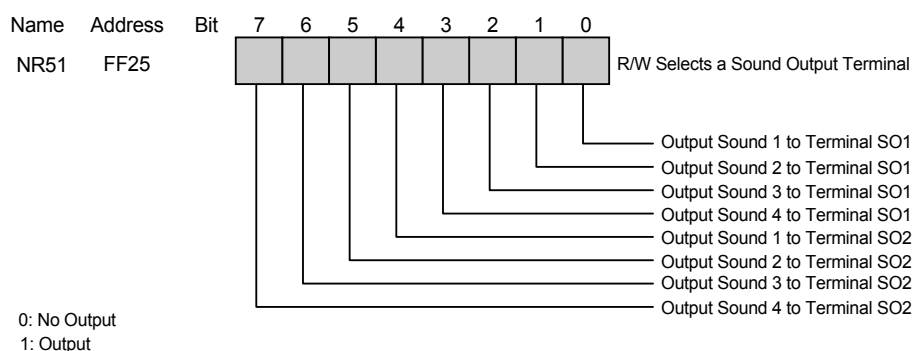 Name Address Bit 7 6 5 4 3 2 1 0
NR51 FF25 R/W Selects a Sound Output Terminal
Output Sound 1 to Terminal SO1
Output Sound 2 to Terminal SO1
Output Sound 3 to Terminal SO1
Output Sound 4 to Terminal SO1
Output Sound 1 to Terminal SO2
Output Sound 2 to Terminal SO2
Output Sound 3 to Terminal SO2
Output Sound 4 to Terminal SO2
0: No Output
1: Output